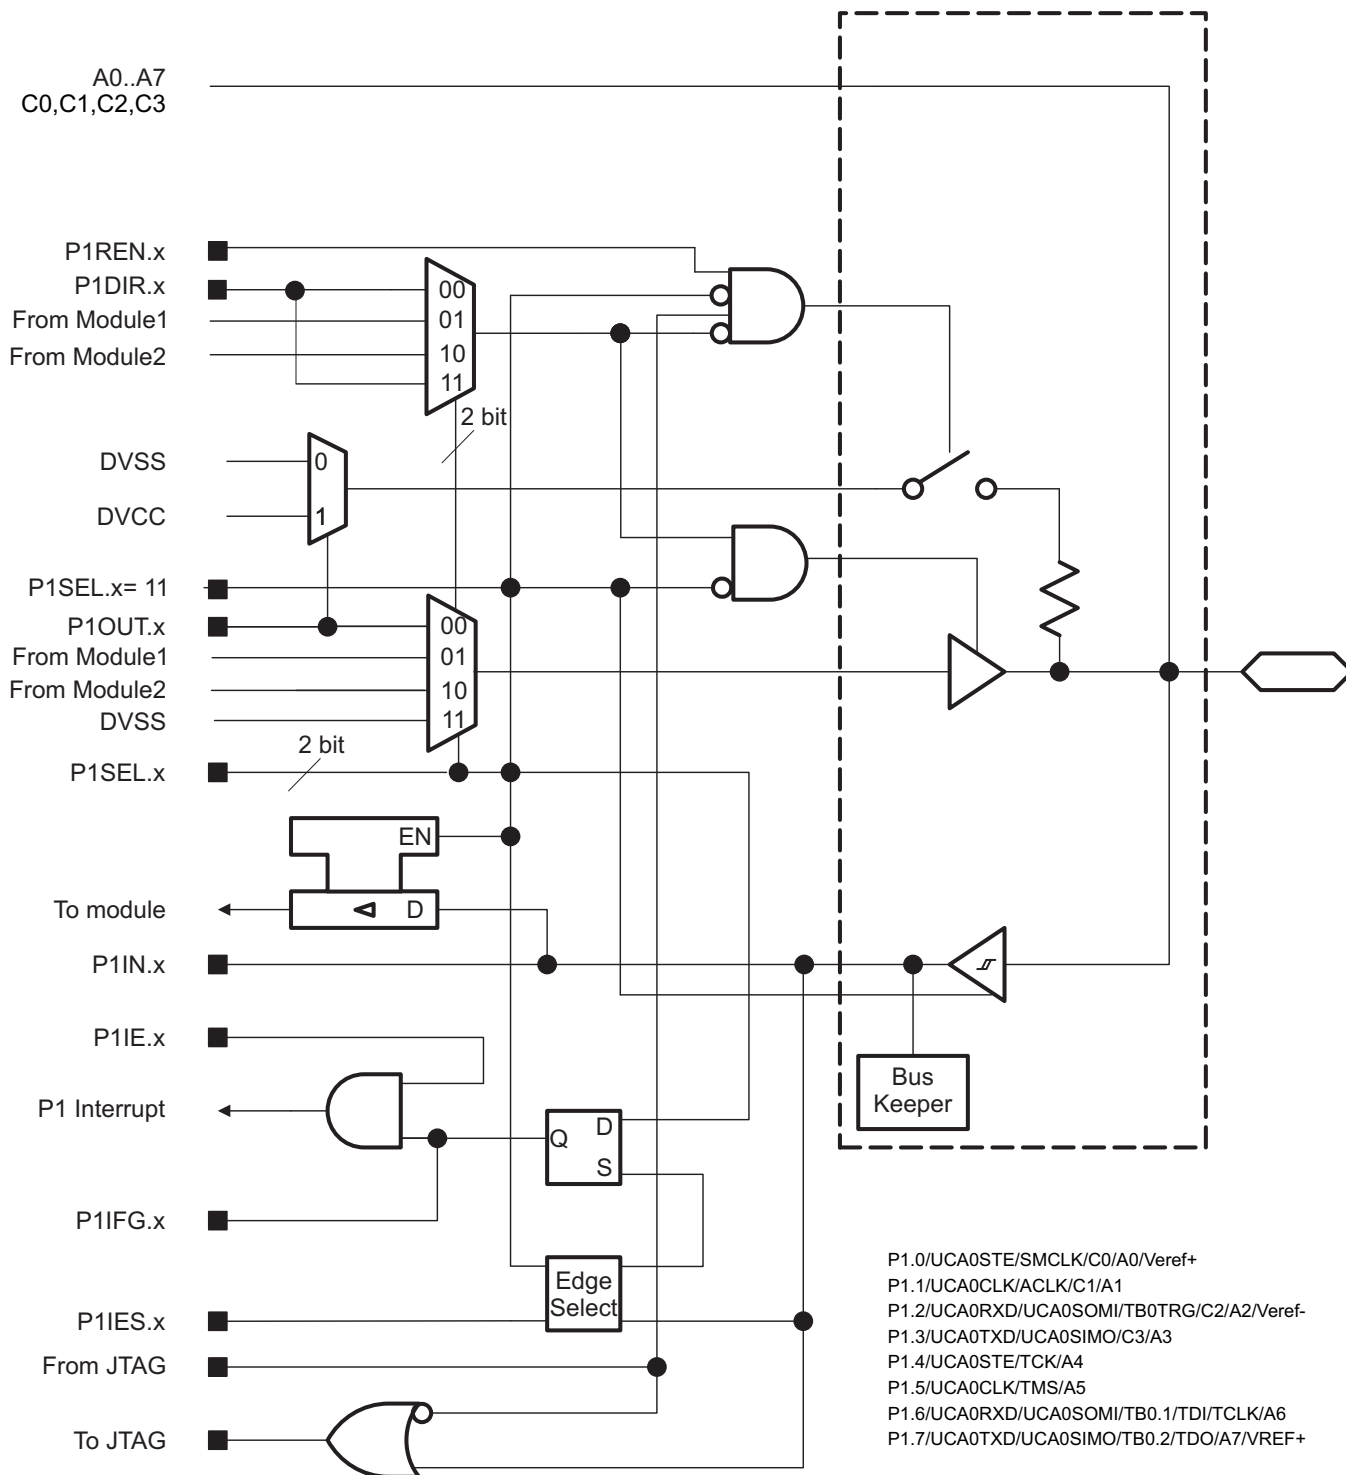 A0..A7
C0,C1,C2,C3
P1REN.x
P1DIR.x
From Module1
From Module2
00
01
10
11
2 bit
DVSS
DVCC
0
1
P1SEL.x= 11
P1OUT.x
From Module1
From Module2
DVSS
00
01
10
11
2 bit
P1SEL.x
EN
To module
D
P1IN.x
P1IE.x
Bus
Keeper
P1 Interrupt
Q
D
S
P1IFG.x
Edge
Select
P1IES.x
From JTAG
To JTAG
P1.0/UCA0STE/SMCLK/C0/A0/Veref+
P1.1/UCA0CLK/ACLK/C1/A1
P1.2/UCA0RXD/UCA0SOMI/TB0TRG/C2/A2/Veref-
P1.3/UCA0TXD/UCA0SIMO/C3/A3
P1.4/UCA0STE/TCK/A4
P1.5/UCA0CLK/TMS/A5
P1.6/UCA0RXD/UCA0SOMI/TB0.1/TDI/TCLK/A6
P1.7/UCA0TXD/UCA0SIMO/TB0.2/TDO/A7/VREF+